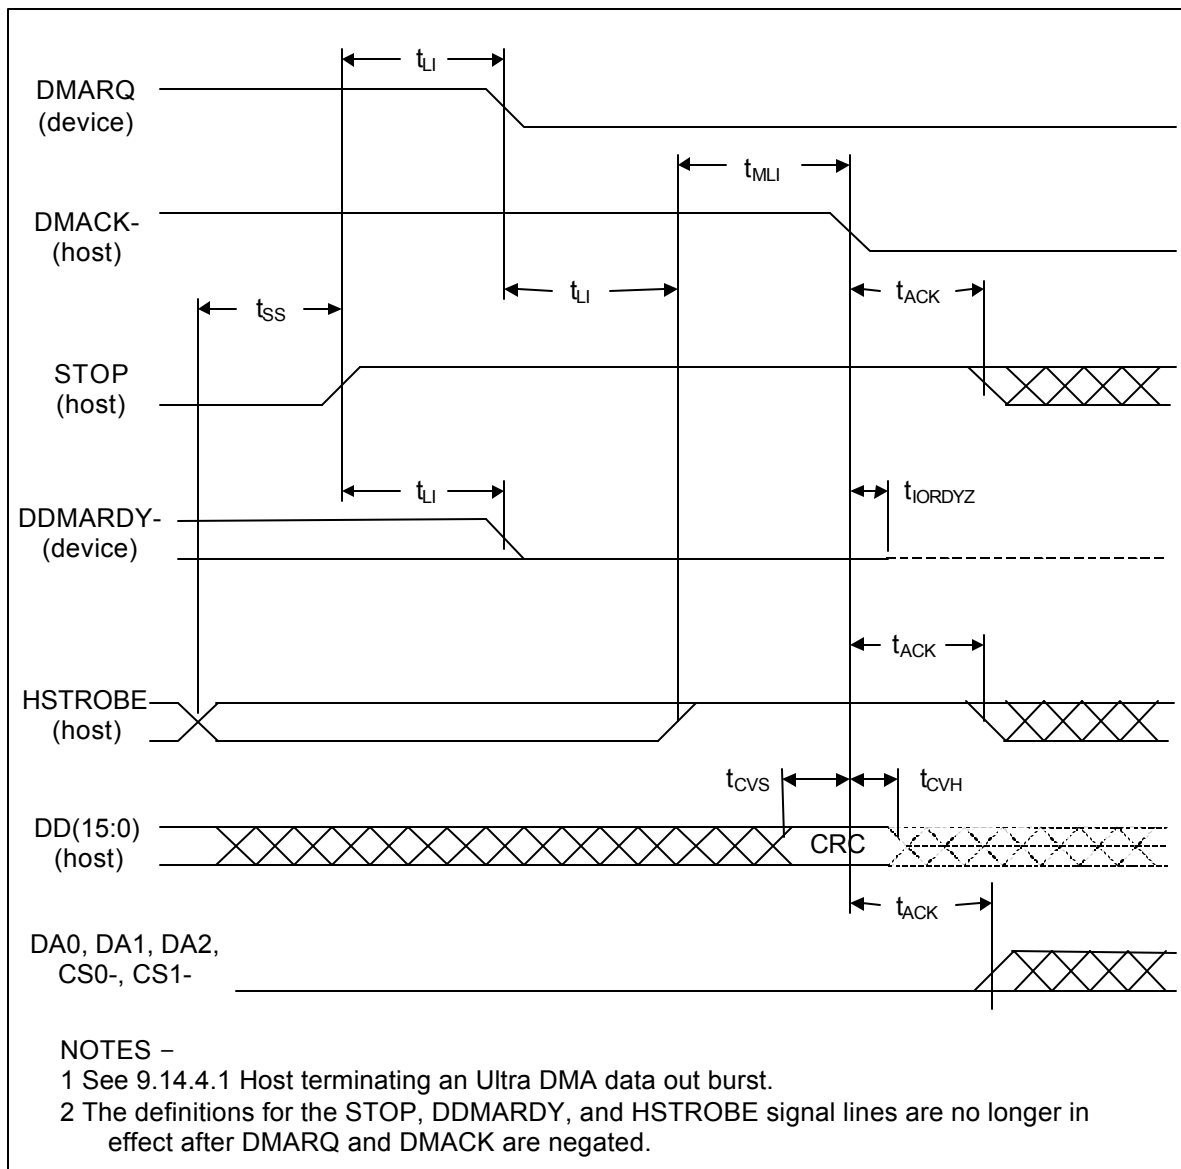 tLI
DMARQ
(device)
tMLI
DMACK-
(host)
tLI
tACK
tSS
STOP
(host)
tLI
tIORDYZ
DDMARDY-
(device)
tACK
HSTROBE
(host)
tCVS
tCVH
DD(15:0)
(host)
CRC
tACK
DA0, DA1, DA2,
CS0-, CS1-
NOTES –
1 See 9.14.4.1 Host terminating an Ultra DMA data out burst.
2 The definitions for the STOP, DDMARDY, and HSTROBE signal lines are no longer in
effect after DMARQ and DMACK are negated.